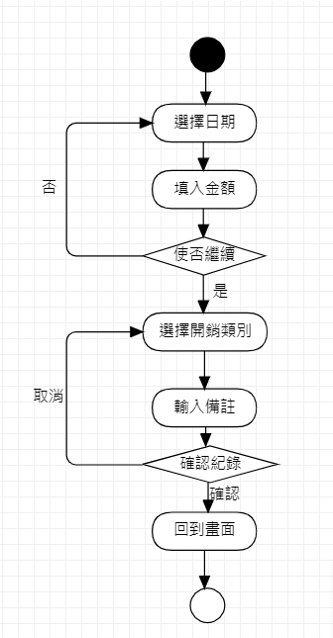 選擇日期
填入金額
否
使否繼續
是
選擇開銷類別
取消
輸入備註
確認紀錄
確認
回到畫面